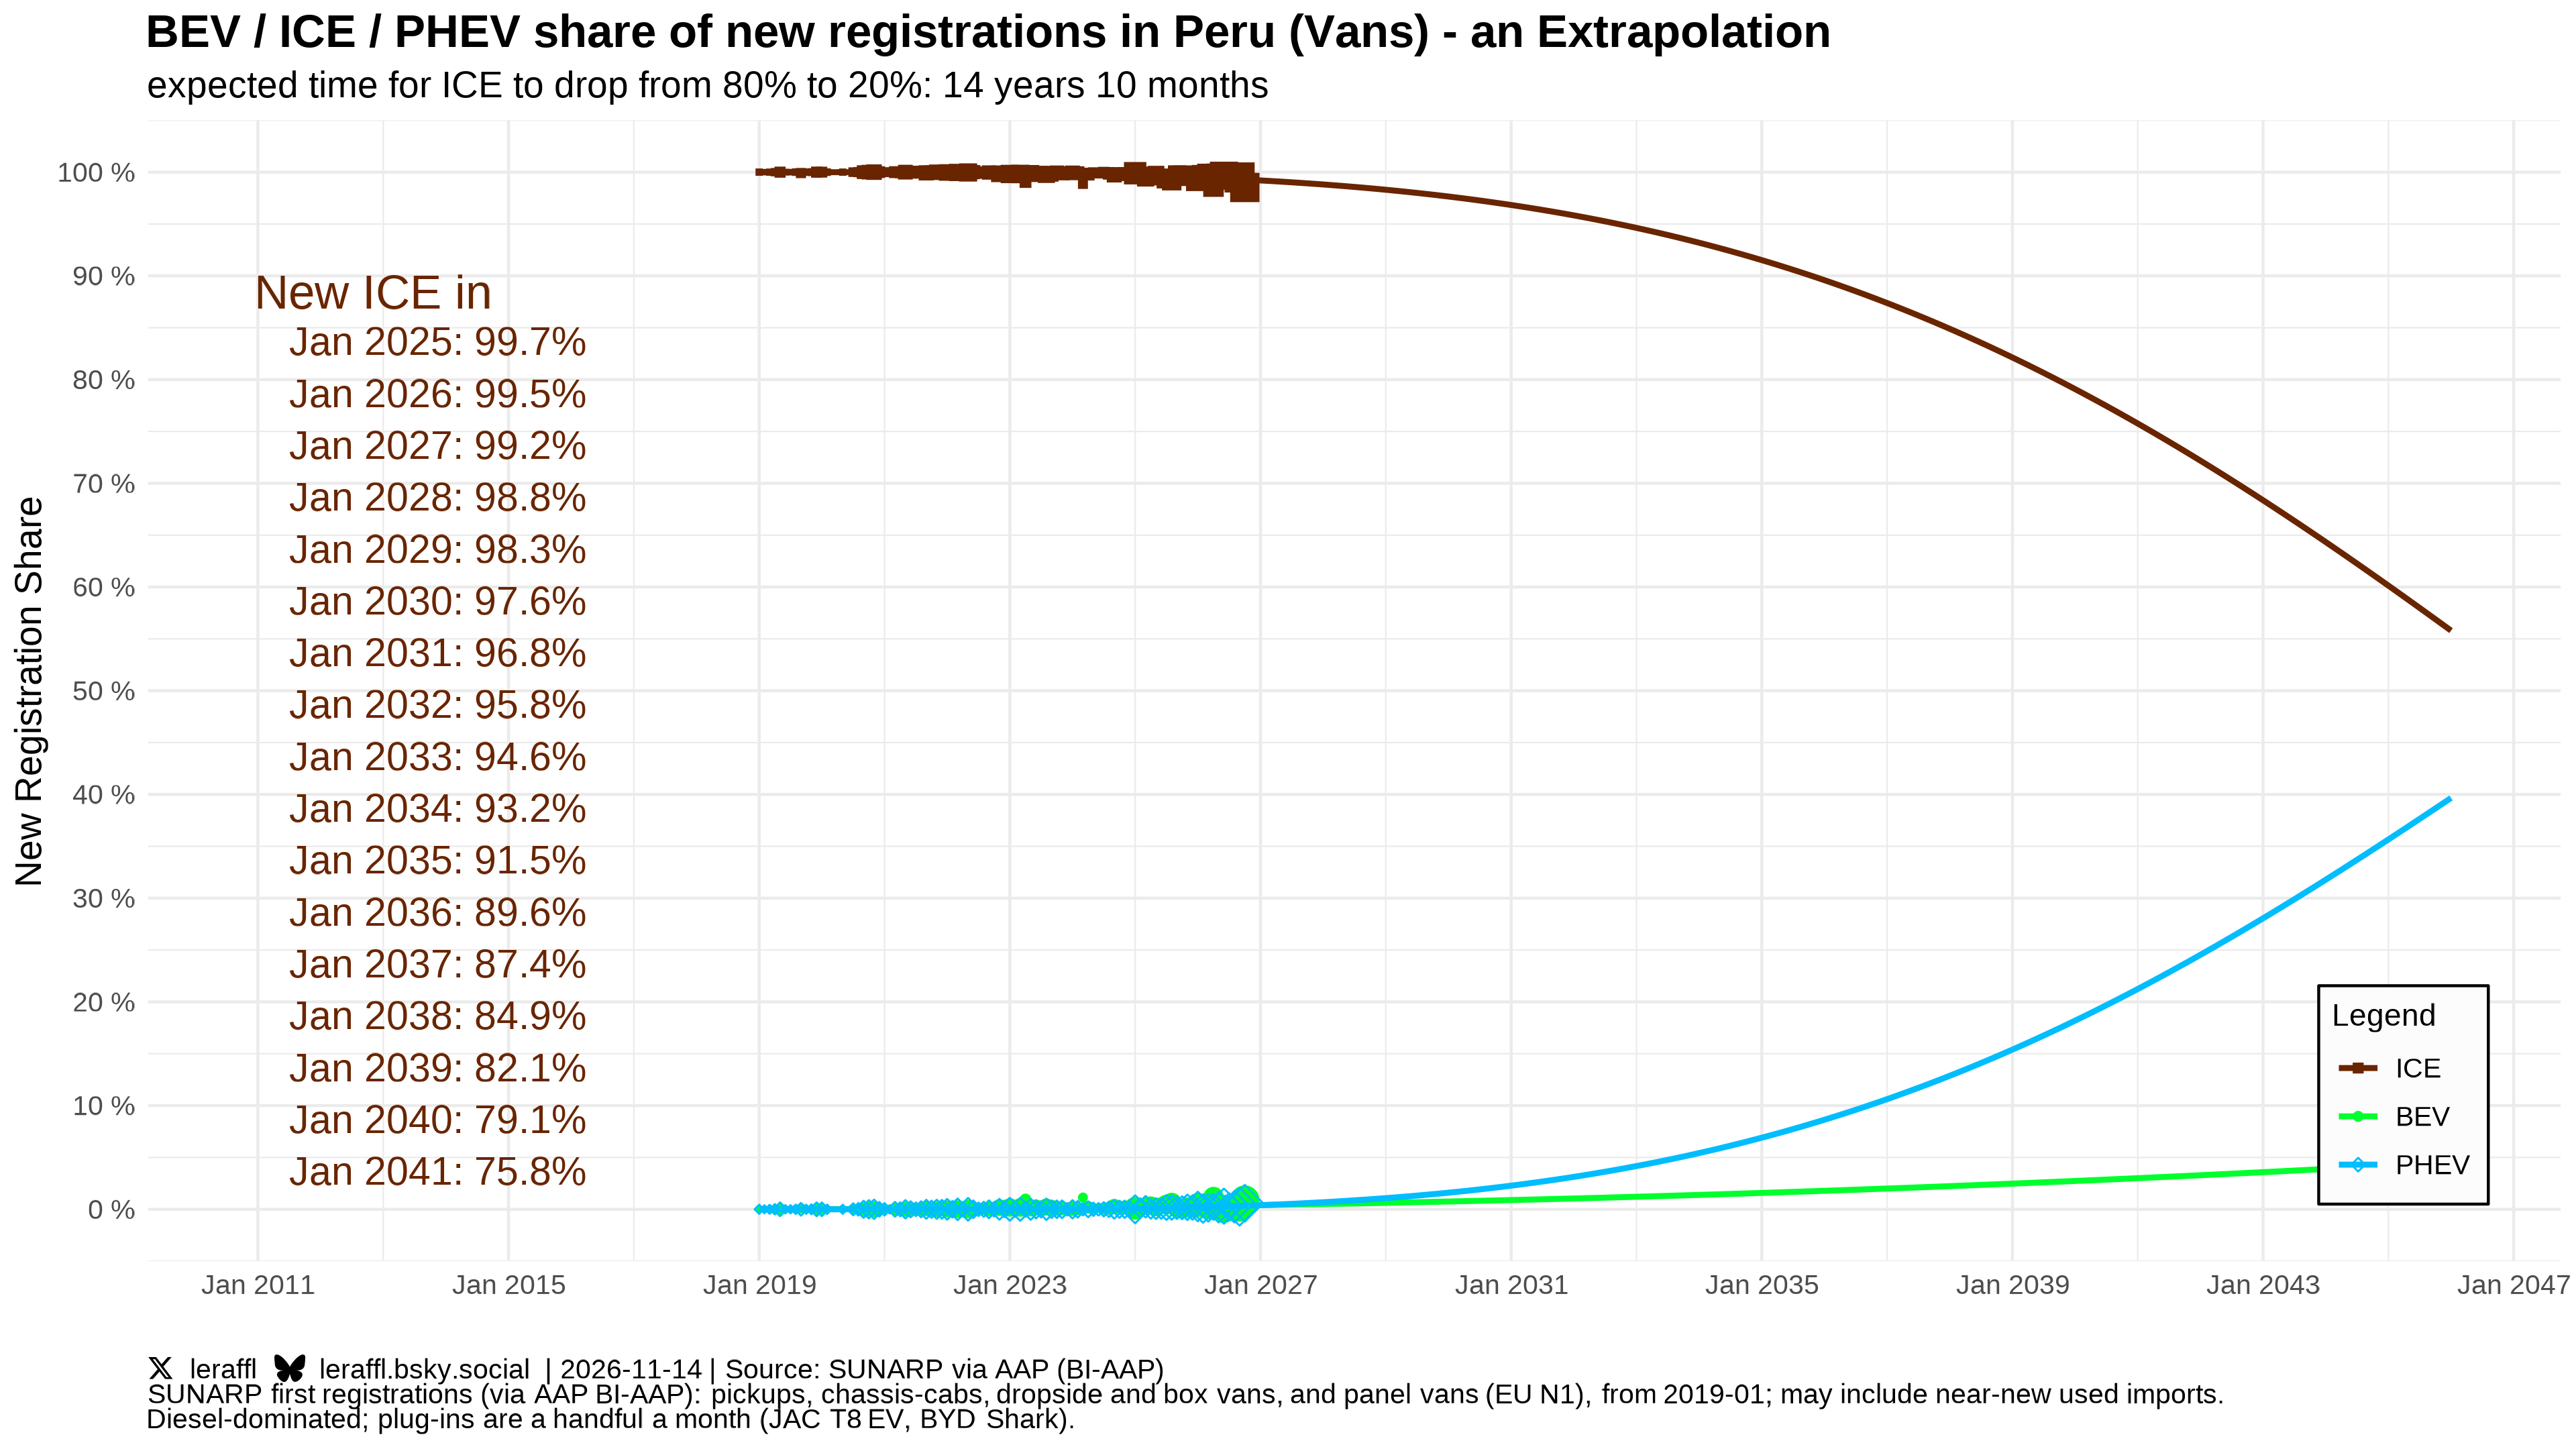 BEV / ICE / PHEV share of new registrations in Peru (Vans) - an Extrapolation
expected time for ICE to drop from 80% to 20%: 14 years 10 months
New Registration Share
100 %
90 %
80 %
70 %
60 %
50 %
40 %
30 %
20 %
10 %
0 %
New ICE in
Jan 2025: 99.7%
Jan 2026: 99.5%
Jan 2027: 99.2%
Jan 2028: 98.8%
Jan 2029: 98.3%
Jan 2030: 97.6%
Jan 2031: 96.8%
Jan 2032: 95.8%
Jan 2033: 94.6%
Jan 2034: 93.2%
Jan 2035: 91.5%
Jan 2036: 89.6%
Jan 2037: 87.4%
Jan 2038: 84.9%
Jan 2039: 82.1%
Jan 2040: 79.1%
Jan 2041: 75.8%
Legend
ICE
BEV
PHEV
Jan 2011 Jan 2015 Jan 2019 Jan 2023 Jan 2027 Jan 2031 Jan 2035 Jan 2039 Jan 2043 Jan 2047
leraffl leraffl.bsky.social | 2026-11-14 | Source: SUNARP via AAP (BI-AAP)
SUNARP first registrations (via AAP BI-AAP): pickups, chassis-cabs, dropside and box vans, and panel vans (EU N1), from 2019-01; may include near-new used imports.
Diesel-dominated; plug-ins are a handful a month (JAC T8 EV, BYD Shark).